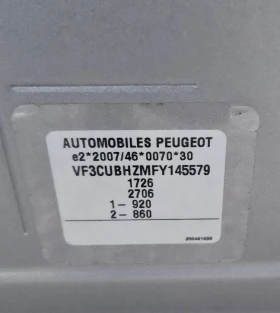 AUTOMOBILES PEUGEOT
e2*2007/46*0070*30
VF3CUBHZMFY145579
1726
2706
1- 920
2- 860